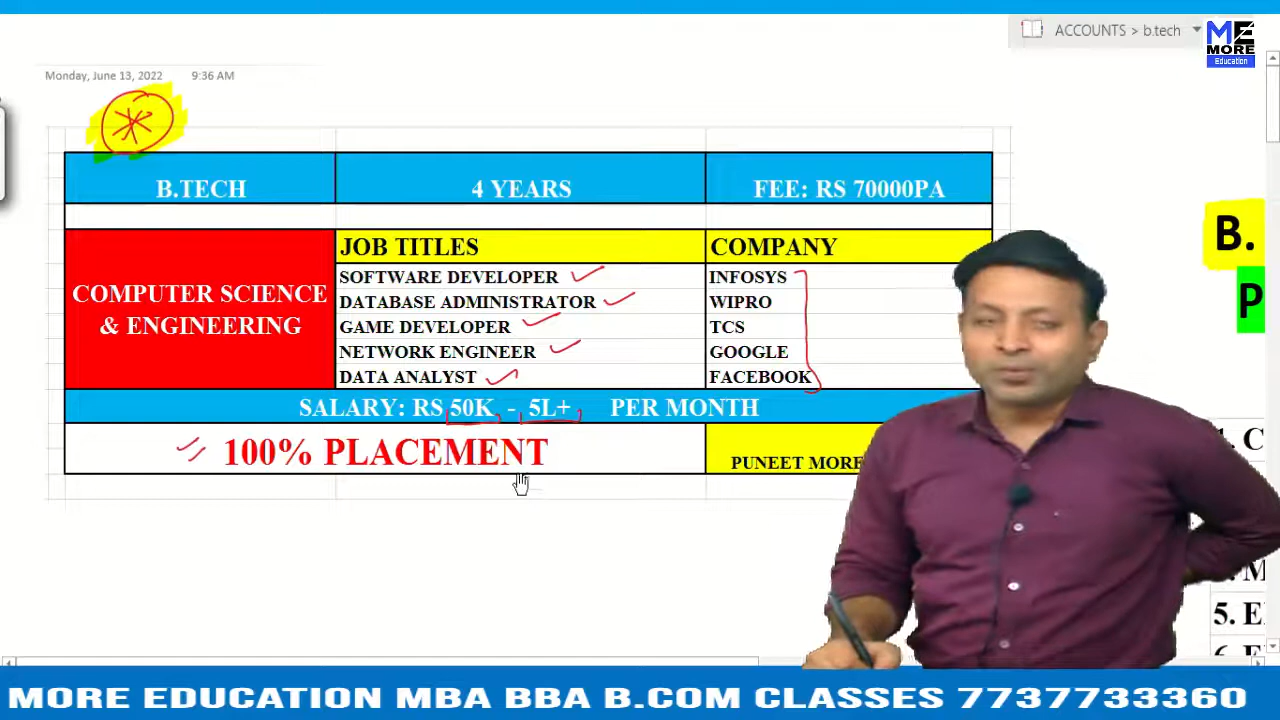 ACCOUNTS > b.tech
ME
MORE
Education
Monday, June 13, 2022 9:36 AM
B.TECH 4 YEARS FEE: RS 70000PA
JOB TITLES COMPANY
COMPUTER SCIENCE
& ENGINEERING
SOFTWARE DEVELOPER INFOSYS
DATABASE ADMINISTRATOR WIPRO
GAME DEVELOPER TCS
NETWORK ENGINEER GOOGLE
DATA ANALYST FACEBOOK
SALARY: RS 50K - 5L+ PER MONTH
100% PLACEMENT
PUNEET MORE
B.
P
C
5. E
MORE EDUCATION MBA BBA B.COM CLASSES 7737733360